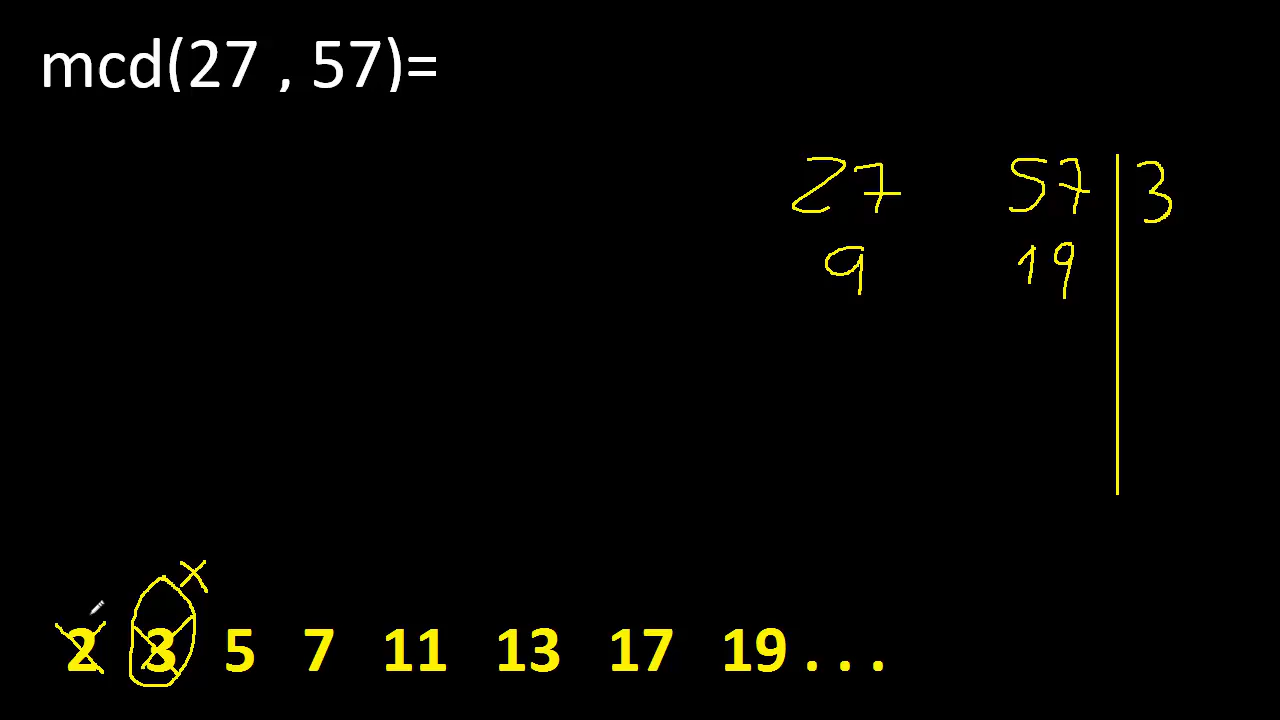 mcd(27 , 57)=
27 57 3
9 19
x
2 3 5 7 11 13 17 19 . . .